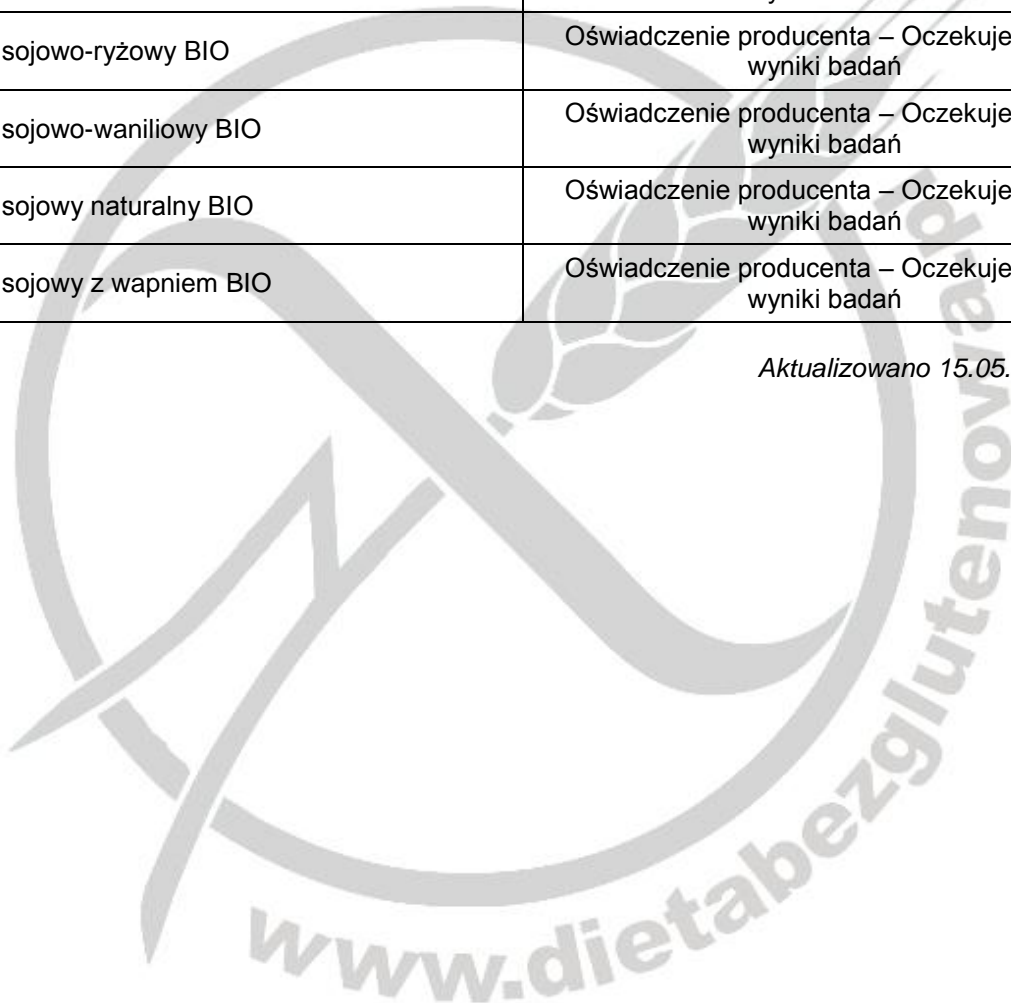 sojowo-ryżowy BIO
Oświadczenie producenta – Oczekuje
wyniki badań
sojowo-waniliowy BIO
Oświadczenie producenta – Oczekuje
wyniki badań
sojowy naturalny BIO
Oświadczenie producenta – Oczekuje
wyniki badań
sojowy z wapniem BIO
Oświadczenie producenta – Oczekuje
wyniki badań
Aktualizowano 15.05.
www.dietabezglutenowa.p